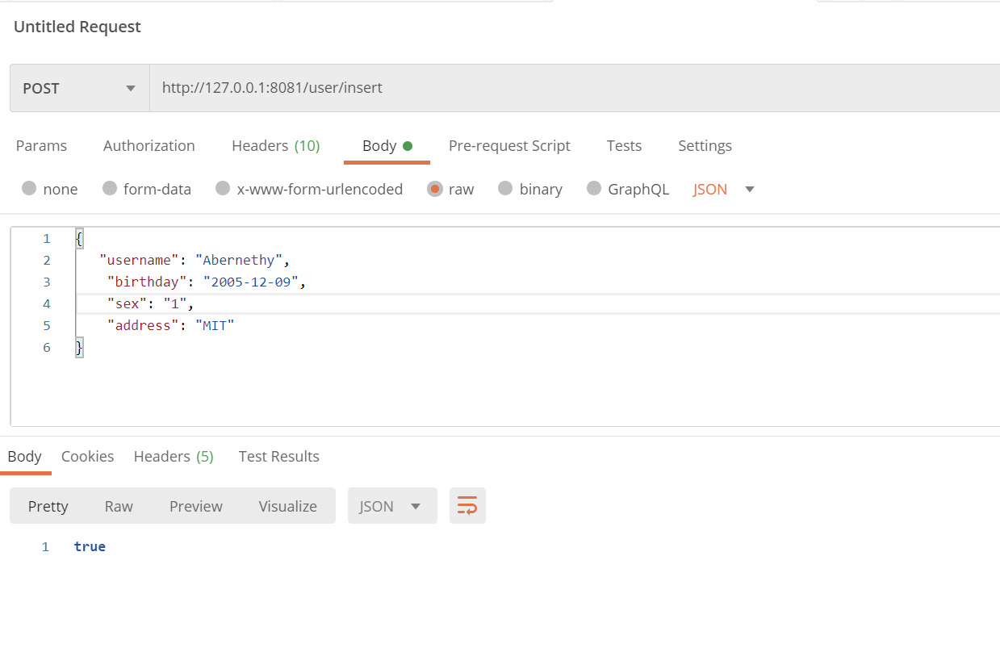 Untitled Request
POST http://127.0.0.1:8081/user/insert
Params Authorization Headers (10) Body Pre-request Script Tests Settings
none form-data x-www-form-urlencoded raw binary GraphQL JSON
1 {
2 "username": "Abernethy",
3 "birthday": "2005-12-09",
4 "sex": "1",
5 "address": "MIT"
6 }
Body Cookies Headers (5) Test Results
Pretty Raw Preview Visualize JSON
1 true